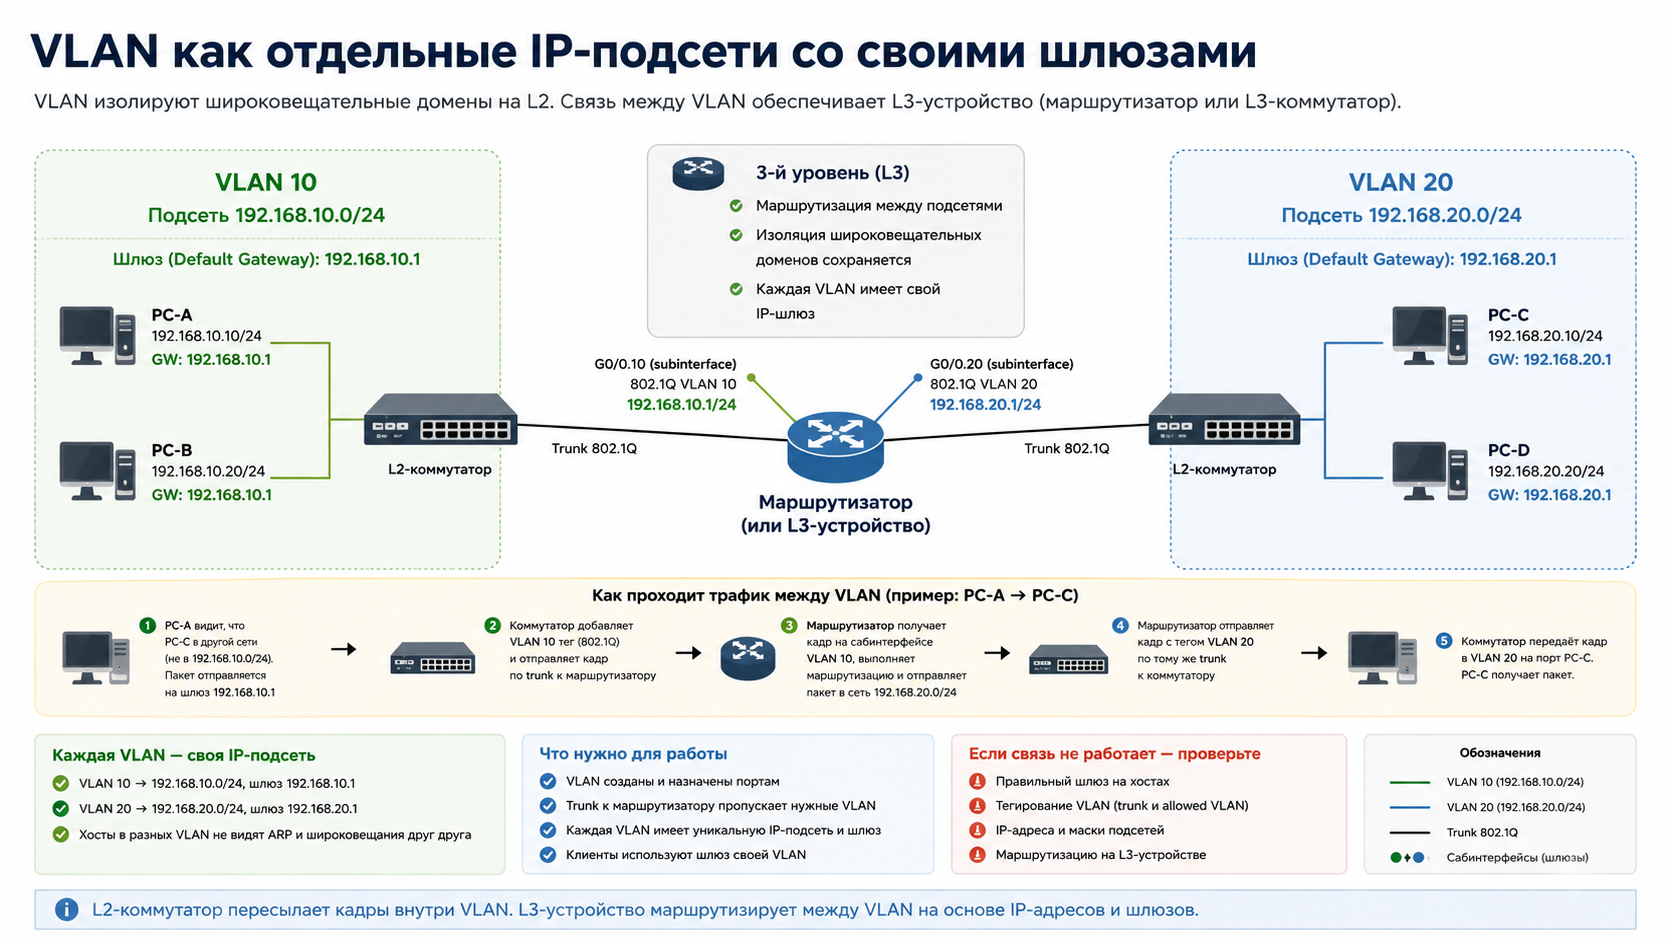 VLAN как отдельные IP-подсети со своими шлюзами
VLAN изолируют широковещательные домены на L2. Связь между VLAN обеспечивает L3-устройство (маршрутизатор или L3-коммутатор).
VLAN 10
Подсеть 192.168.10.0/24
Шлюз (Default Gateway): 192.168.10.1
PC-A
192.168.10.10/24
GW: 192.168.10.1
PC-B
192.168.10.20/24
GW: 192.168.10.1
L2-коммутатор
3-й уровень (L3)
Маршрутизация между подсетями
Изоляция широковещательных
доменов сохраняется
Каждая VLAN имеет свой
IP-шлюз
G0/0.10 (subinterface)
802.1Q VLAN 10
192.168.10.1/24
G0/0.20 (subinterface)
802.1Q VLAN 20
192.168.20.1/24
Trunk 802.1Q
Trunk 802.1Q
Маршрутизатор
(или L3-устройство)
VLAN 20
Подсеть 192.168.20.0/24
Шлюз (Default Gateway): 192.168.20.1
PC-C
192.168.20.10/24
GW: 192.168.20.1
PC-D
192.168.20.20/24
GW: 192.168.20.1
L2-коммутатор
Как проходит трафик между VLAN (пример: PC-A → PC-C)
1 PC-A видит, что
PC-C в другой сети
(не в 192.168.10.0/24).
Пакет отправляется
на шлюз 192.168.10.1
2 Коммутатор добавляет
VLAN 10 тег (802.1Q)
и отправляет кадр
по trunk к маршрутизатору
3 Маршрутизатор получает
кадр на сабинтерфейсе
VLAN 10, выполняет
маршрутизацию и отправляет
пакет в сеть 192.168.20.0/24
4 Маршрутизатор отправляет
кадр с тегом VLAN 20
по тому же trunk
к коммутатору
5 Коммутатор передаёт кадр
в VLAN 20 на порт PC-C.
PC-C получает пакет.
Каждая VLAN — своя IP-подсеть
VLAN 10 → 192.168.10.0/24, шлюз 192.168.10.1
VLAN 20 → 192.168.20.0/24, шлюз 192.168.20.1
Хосты в разных VLAN не видят ARP и широковещания друг друга
Что нужно для работы
VLAN созданы и назначены портам
Trunk к маршрутизатору пропускает нужные VLAN
Каждая VLAN имеет уникальную IP-подсеть и шлюз
Клиенты используют шлюз своей VLAN
Если связь не работает — проверьте
Правильный шлюз на хостах
Тегирование VLAN (trunk и allowed VLAN)
IP-адреса и маски подсетей
Маршрутизацию на L3-устройстве
Обозначения
VLAN 10 (192.168.10.0/24)
VLAN 20 (192.168.20.0/24)
Trunk 802.1Q
Сабинтерфейсы (шлюзы)
L2-коммутатор пересылает кадры внутри VLAN. L3-устройство маршрутизирует между VLAN на основе IP-адресов и шлюзов.